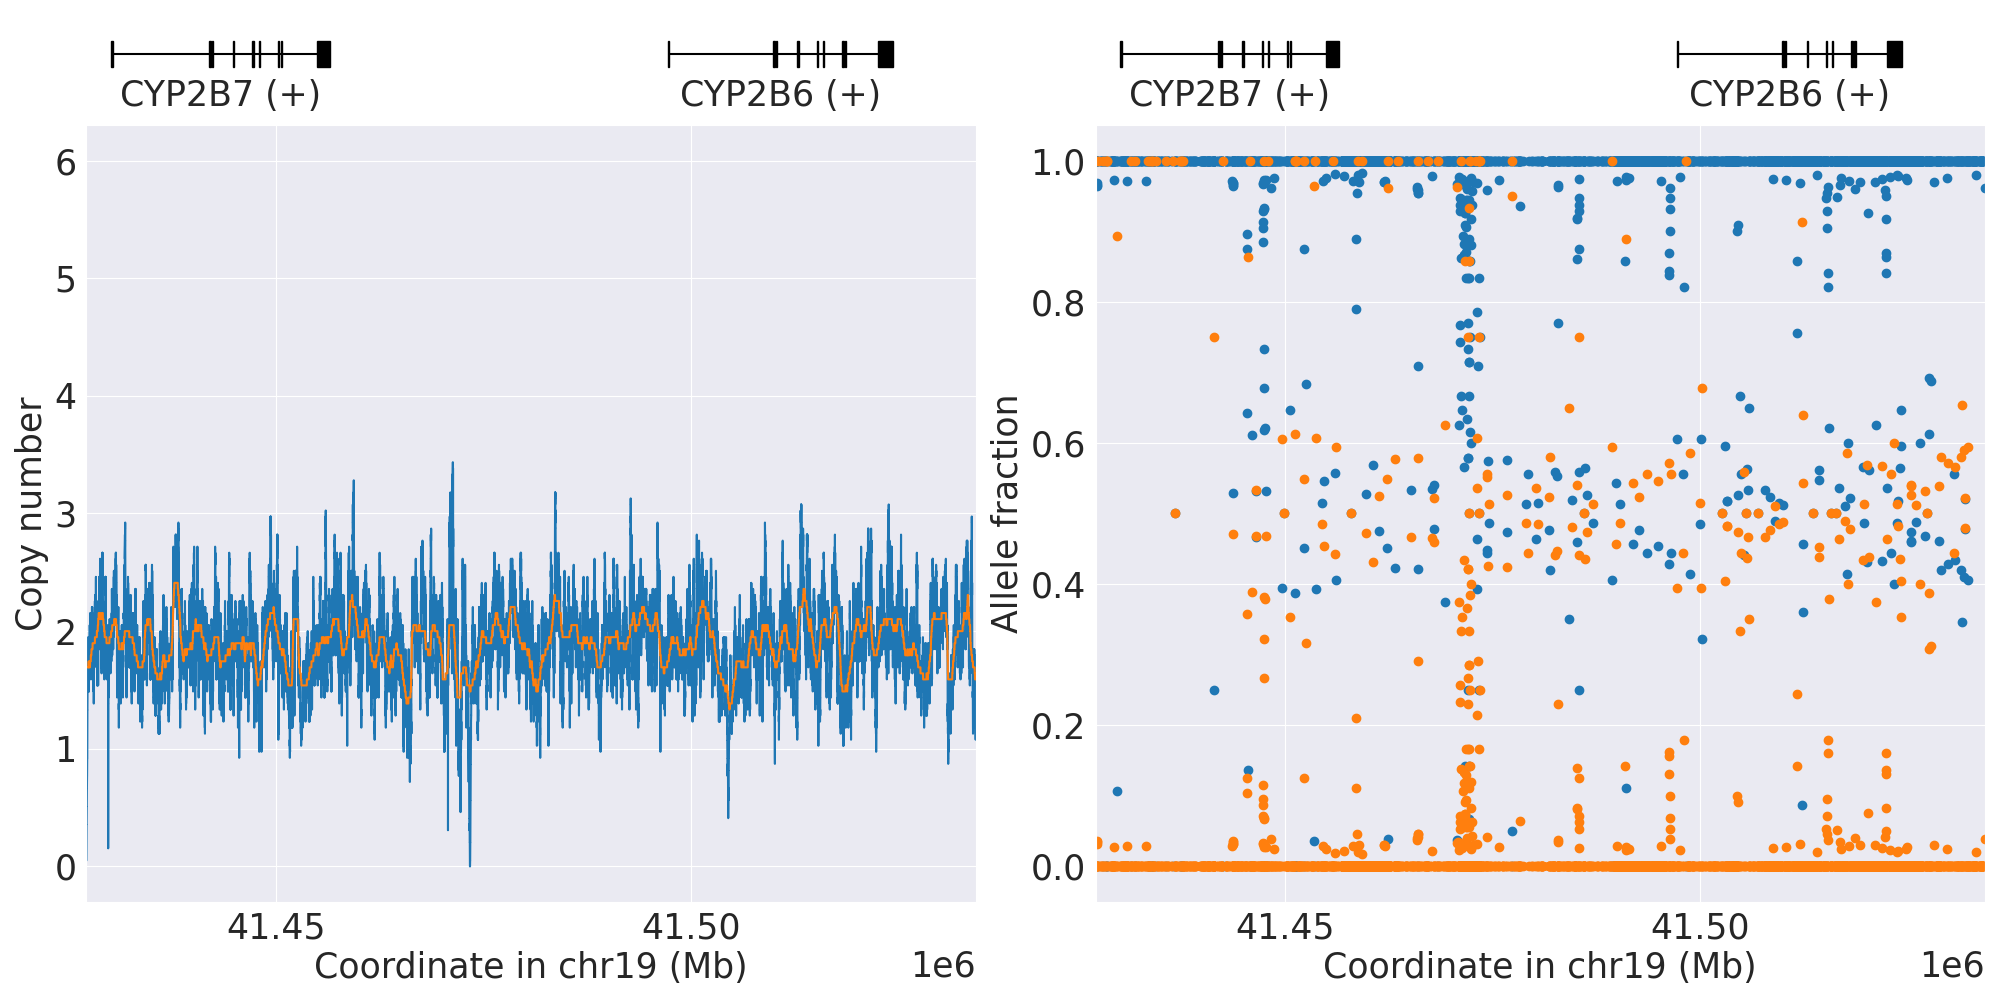 CYP2B7 (+)
CYP2B6 (+)
CYP2B7 (+)
CYP2B6 (+)
6
5
4
3
2
1
0
Copy number
41.45
41.50
Coordinate in chr19 (Mb)
1e6
1.0
0.8
0.6
0.4
0.2
0.0
Allele fraction
41.45
41.50
Coordinate in chr19 (Mb)
1e6